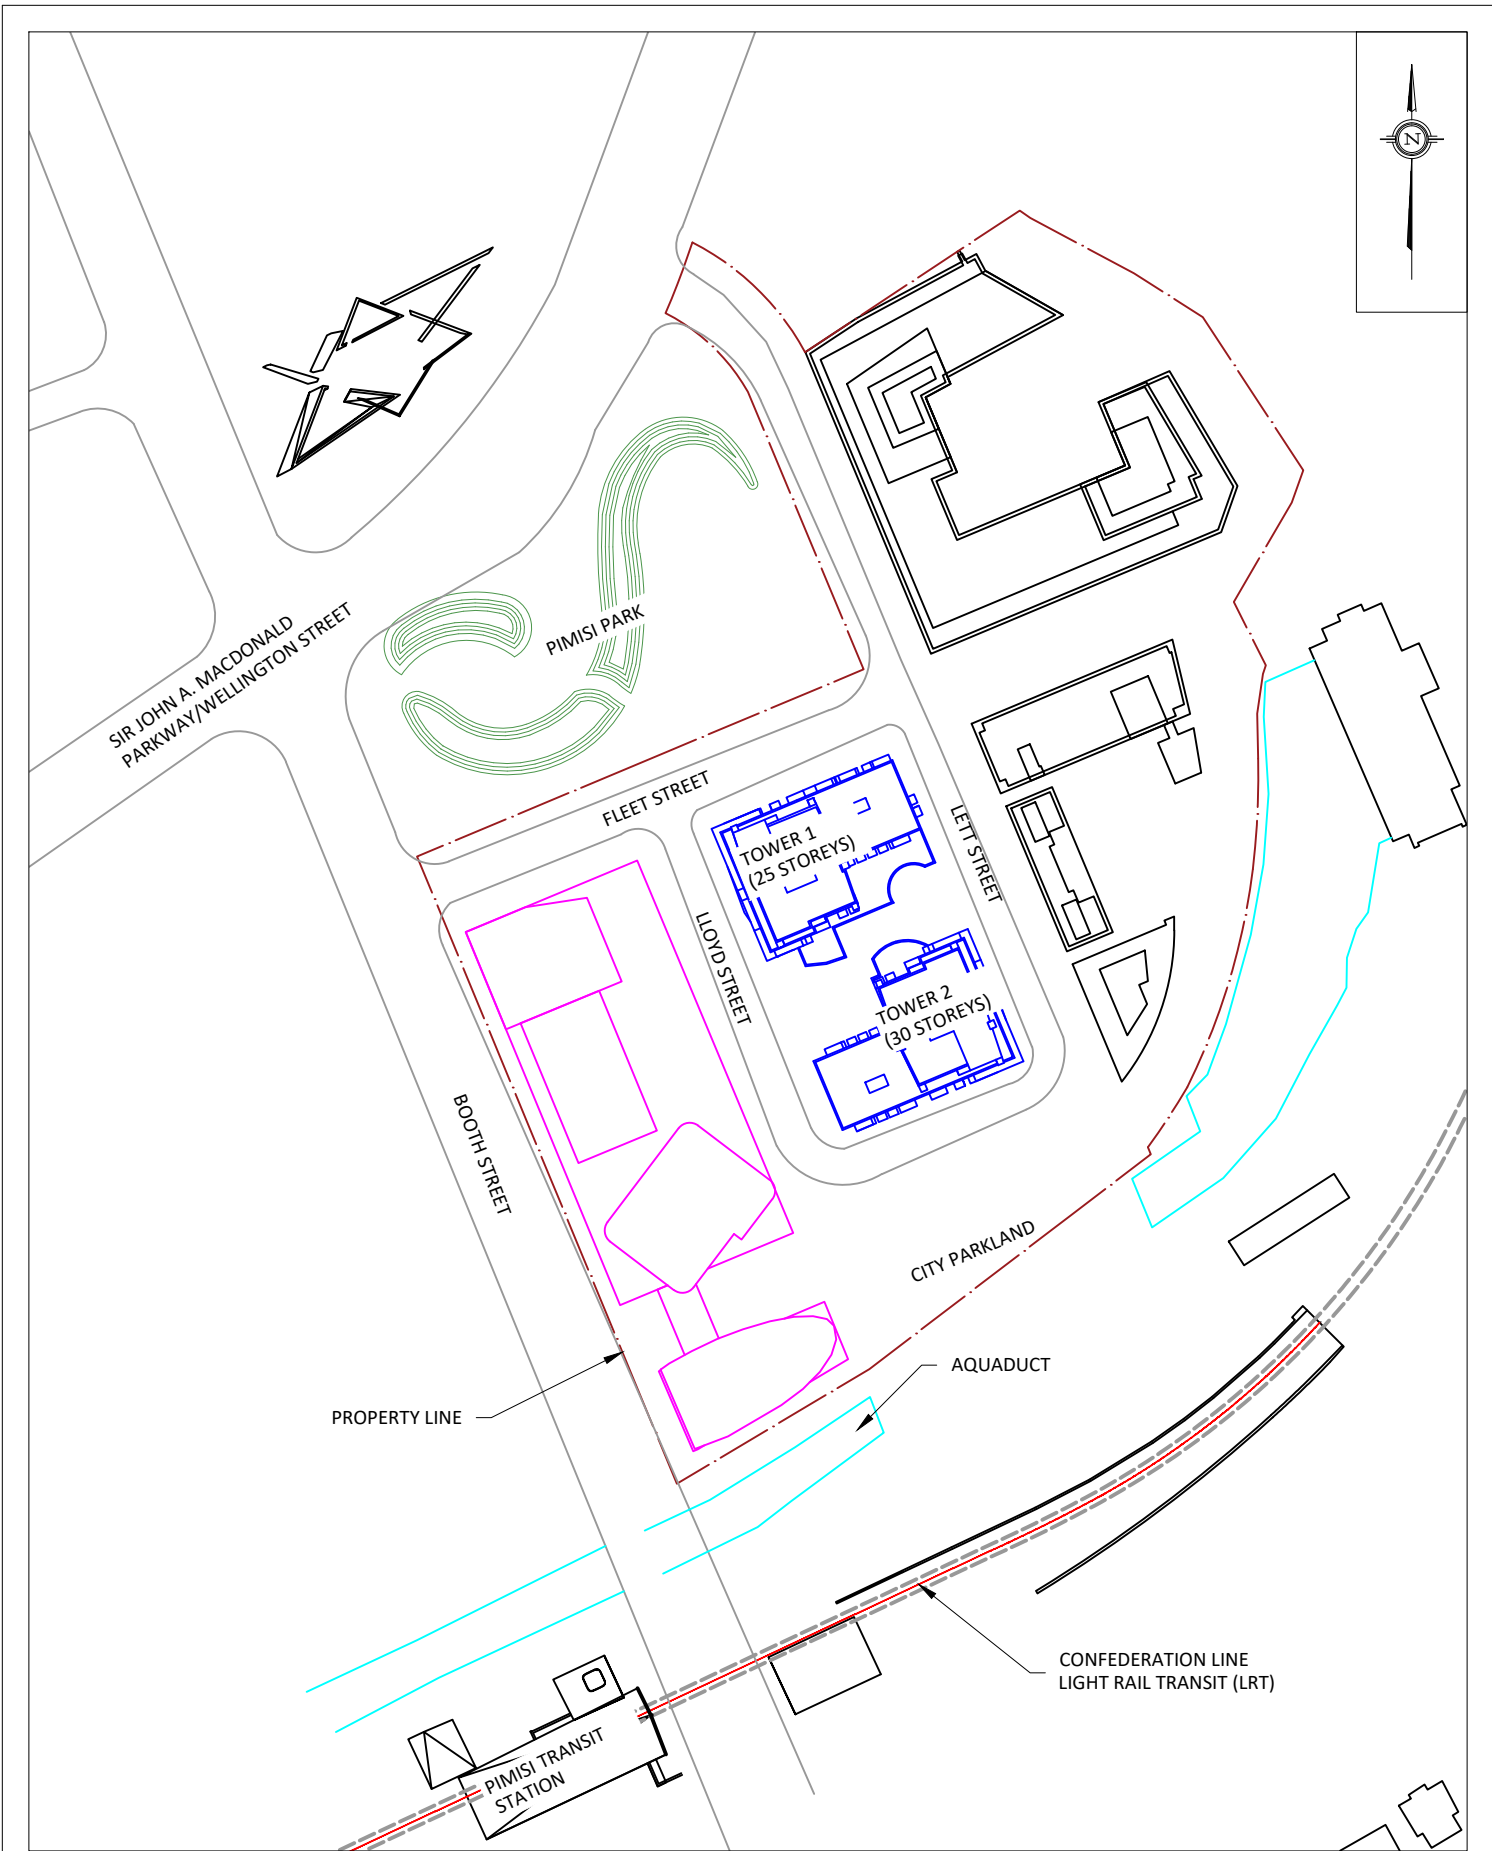 N
PIMISI PARK
SIR JOHN A. MACDONALD
PARKWAY/WELLINGTON STREET
FLEET STREET
TOWER 1
(25 STOREYS)
LETT STREET
LLOYD STREET
TOWER 2
(30 STOREYS)
BOOTH STREET
CITY PARKLAND
AQUADUCT
PROPERTY LINE
CONFEDERATION LINE
LIGHT RAIL TRANSIT (LRT)
PIMISI TRANSIT
STATION